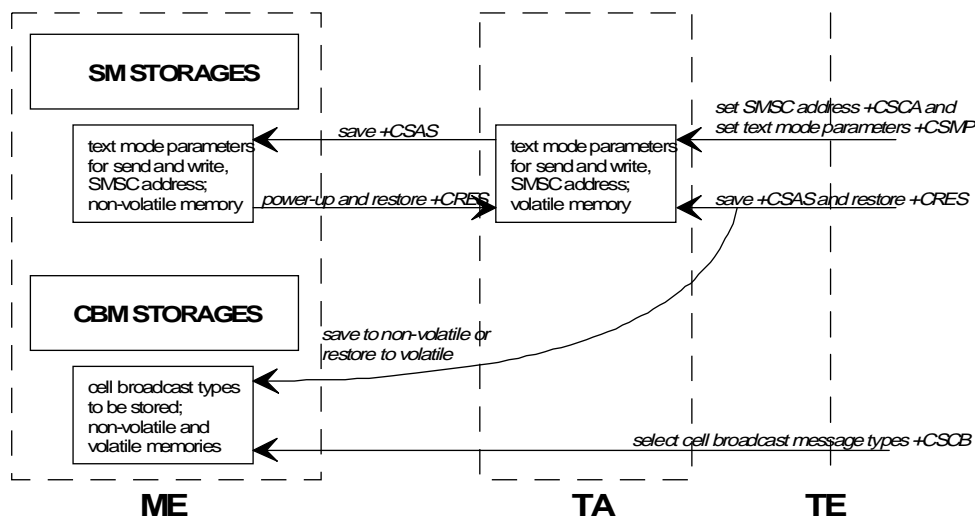 SM STORAGES
set SMSC address +CSCA and
set text mode parameters +CSMP
save +CSAS
text mode parameters
for send and write,
SMSC address;
non-volatile memory
text mode parameters
for send and write,
SMSC address;
volatile memory
power-up and restore +CRES
save +CSAS and restore +CRES
CBM STORAGES
save to non-volatile or
restore to volatile
cell broadcast types
to be stored;
non-volatile and
volatile memories
select cell broadcast message types +CSCB
ME
TA
TE